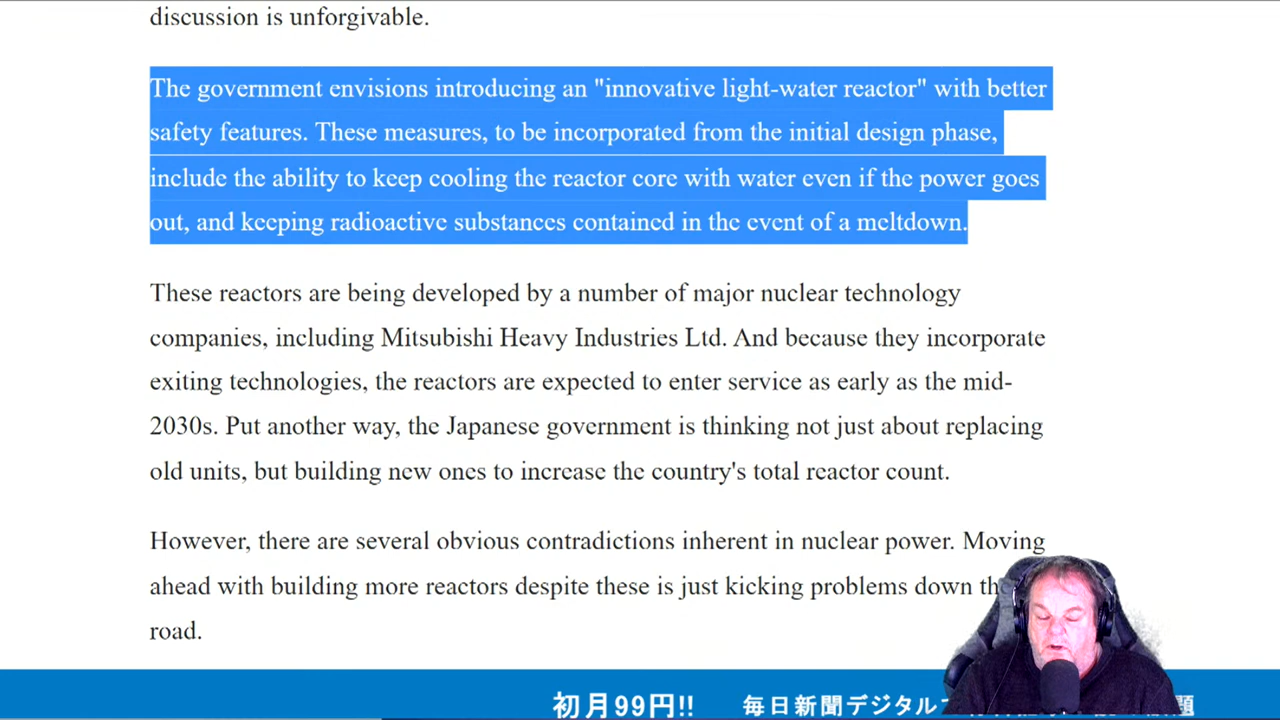 discussion is unforgivable.
The government envisions introducing an "innovative light-water reactor" with better
safety features. These measures, to be incorporated from the initial design phase,
include the ability to keep cooling the reactor core with water even if the power goes
out, and keeping radioactive substances contained in the event of a meltdown.
These reactors are being developed by a number of major nuclear technology
companies, including Mitsubishi Heavy Industries Ltd. And because they incorporate
exiting technologies, the reactors are expected to enter service as early as the mid-
2030s. Put another way, the Japanese government is thinking not just about replacing
old units, but building new ones to increase the country's total reactor count.
However, there are several obvious contradictions inherent in nuclear power. Moving
ahead with building more reactors despite these is just kicking problems down
road.
初月99円!! 毎日新聞デジタル